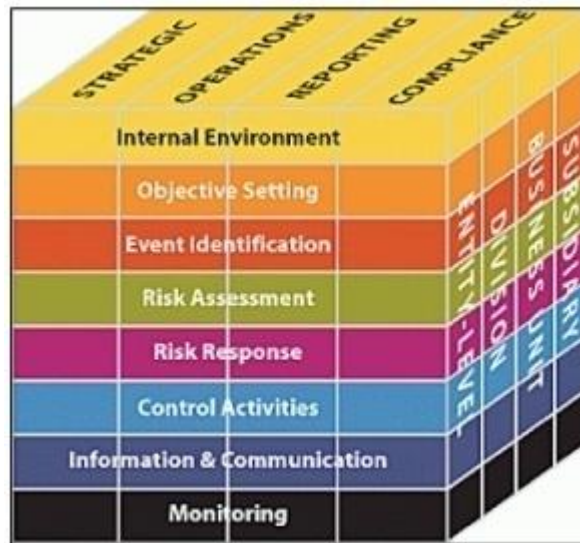 STRATEGIC
OPERATIONS
REPORTING
COMPLIANCE
Internal Environment
Objective Setting
Event Identification
Risk Assessment
Risk Response
Control Activities
Information & Communication
Monitoring
ENTITY-LEVEL
DIVISION
BUSINESS UNIT
SUBSIDIARY